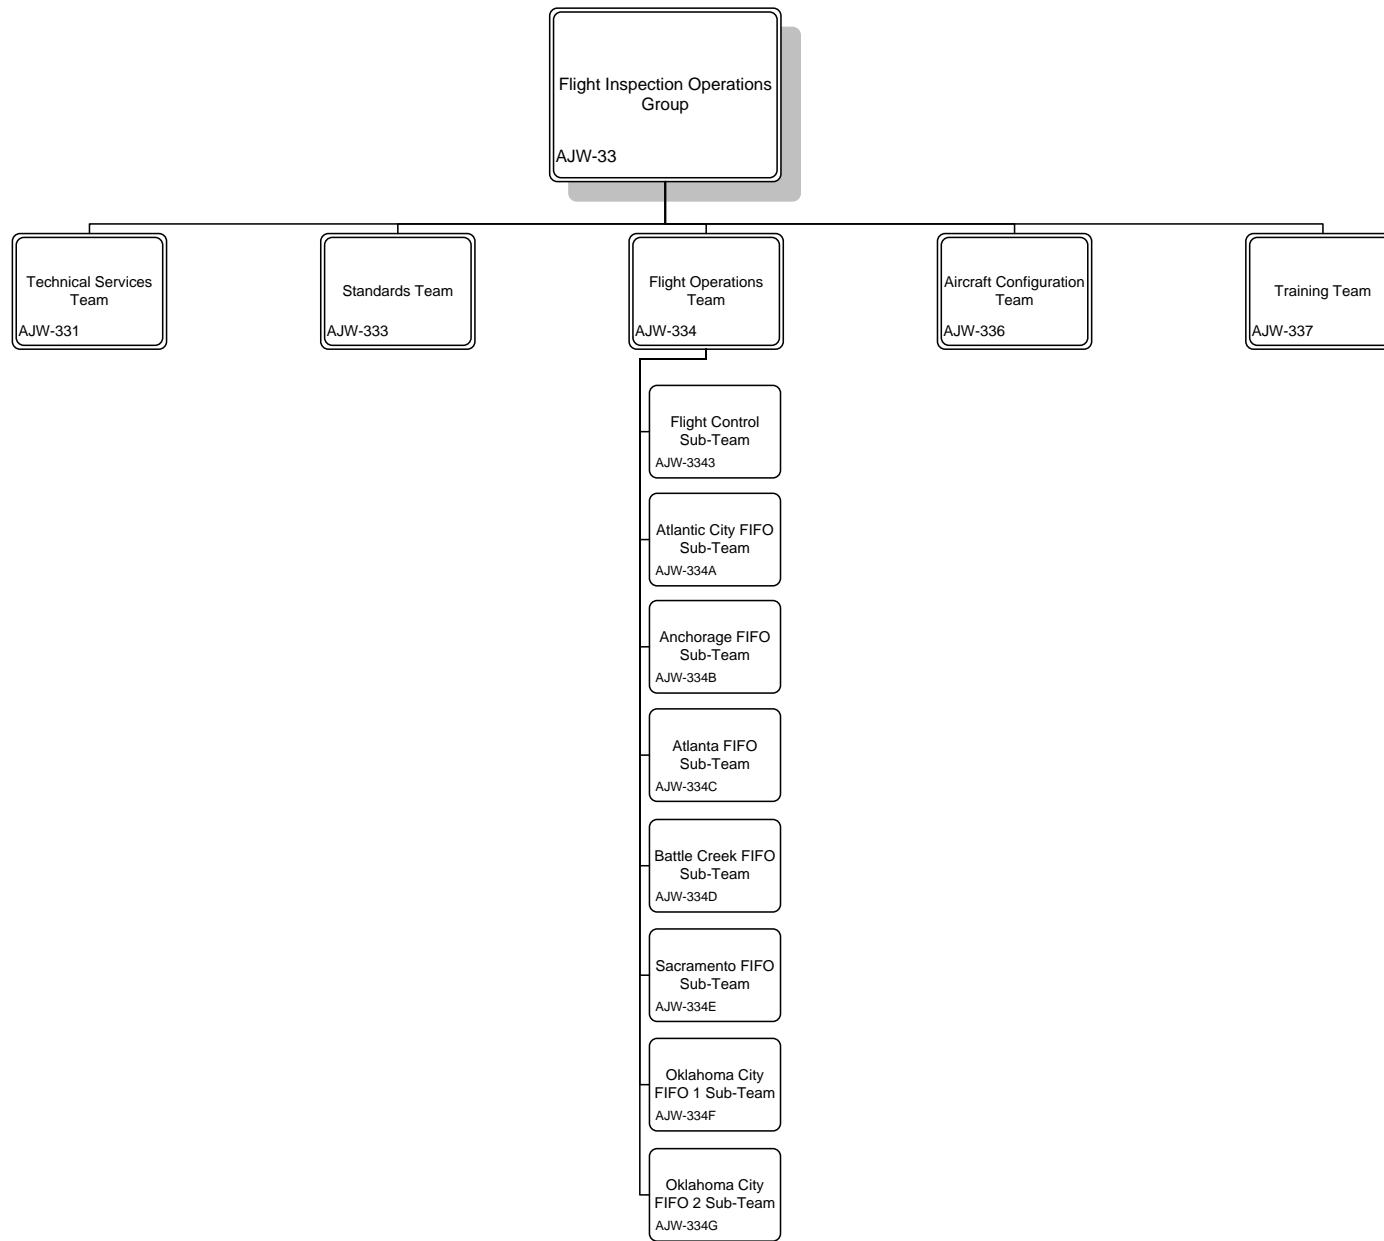 Flight Inspection Operations
Group
AJW-33
Technical Services
Team
AJW-331
Standards Team
AJW-333
Flight Operations
Team
AJW-334
Aircraft Configuration
Team
AJW-336
Training Team
AJW-337
Flight Control
Sub-Team
AJW-3343
Atlantic City FIFO
Sub-Team
AJW-334A
Anchorage FIFO
Sub-Team
AJW-334B
Atlanta FIFO
Sub-Team
AJW-334C
Battle Creek FIFO
Sub-Team
AJW-334D
Sacramento FIFO
Sub-Team
AJW-334E
Oklahoma City
FIFO 1 Sub-Team
AJW-334F
Oklahoma City
FIFO 2 Sub-Team
AJW-334G